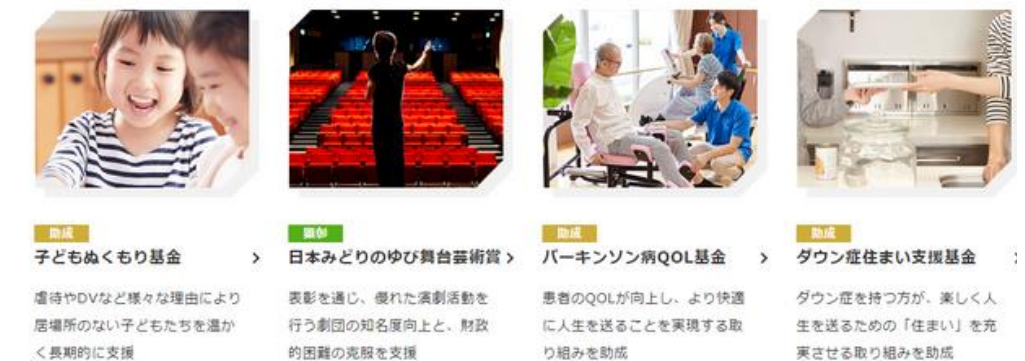 助成
子どもぬくもり基金
虐待やDVなど様々な理由により
居場所のない子どもたちを温か
く長期的に支援
顕彰
日本みどりのゆび舞台芸術賞
表彰を通じ、優れた演劇活動を
行う劇団の知名度向上と、財政
的困難の克服を支援
助成
パーキンソン病QOL基金
患者のQOLが向上し、より快適
に人生を送ることを実現する取
り組みを助成
助成
ダウン症住まい支援基金
ダウン症を持つ方が、楽しく人
生を送るための「住まい」を充
実させる取り組みを助成